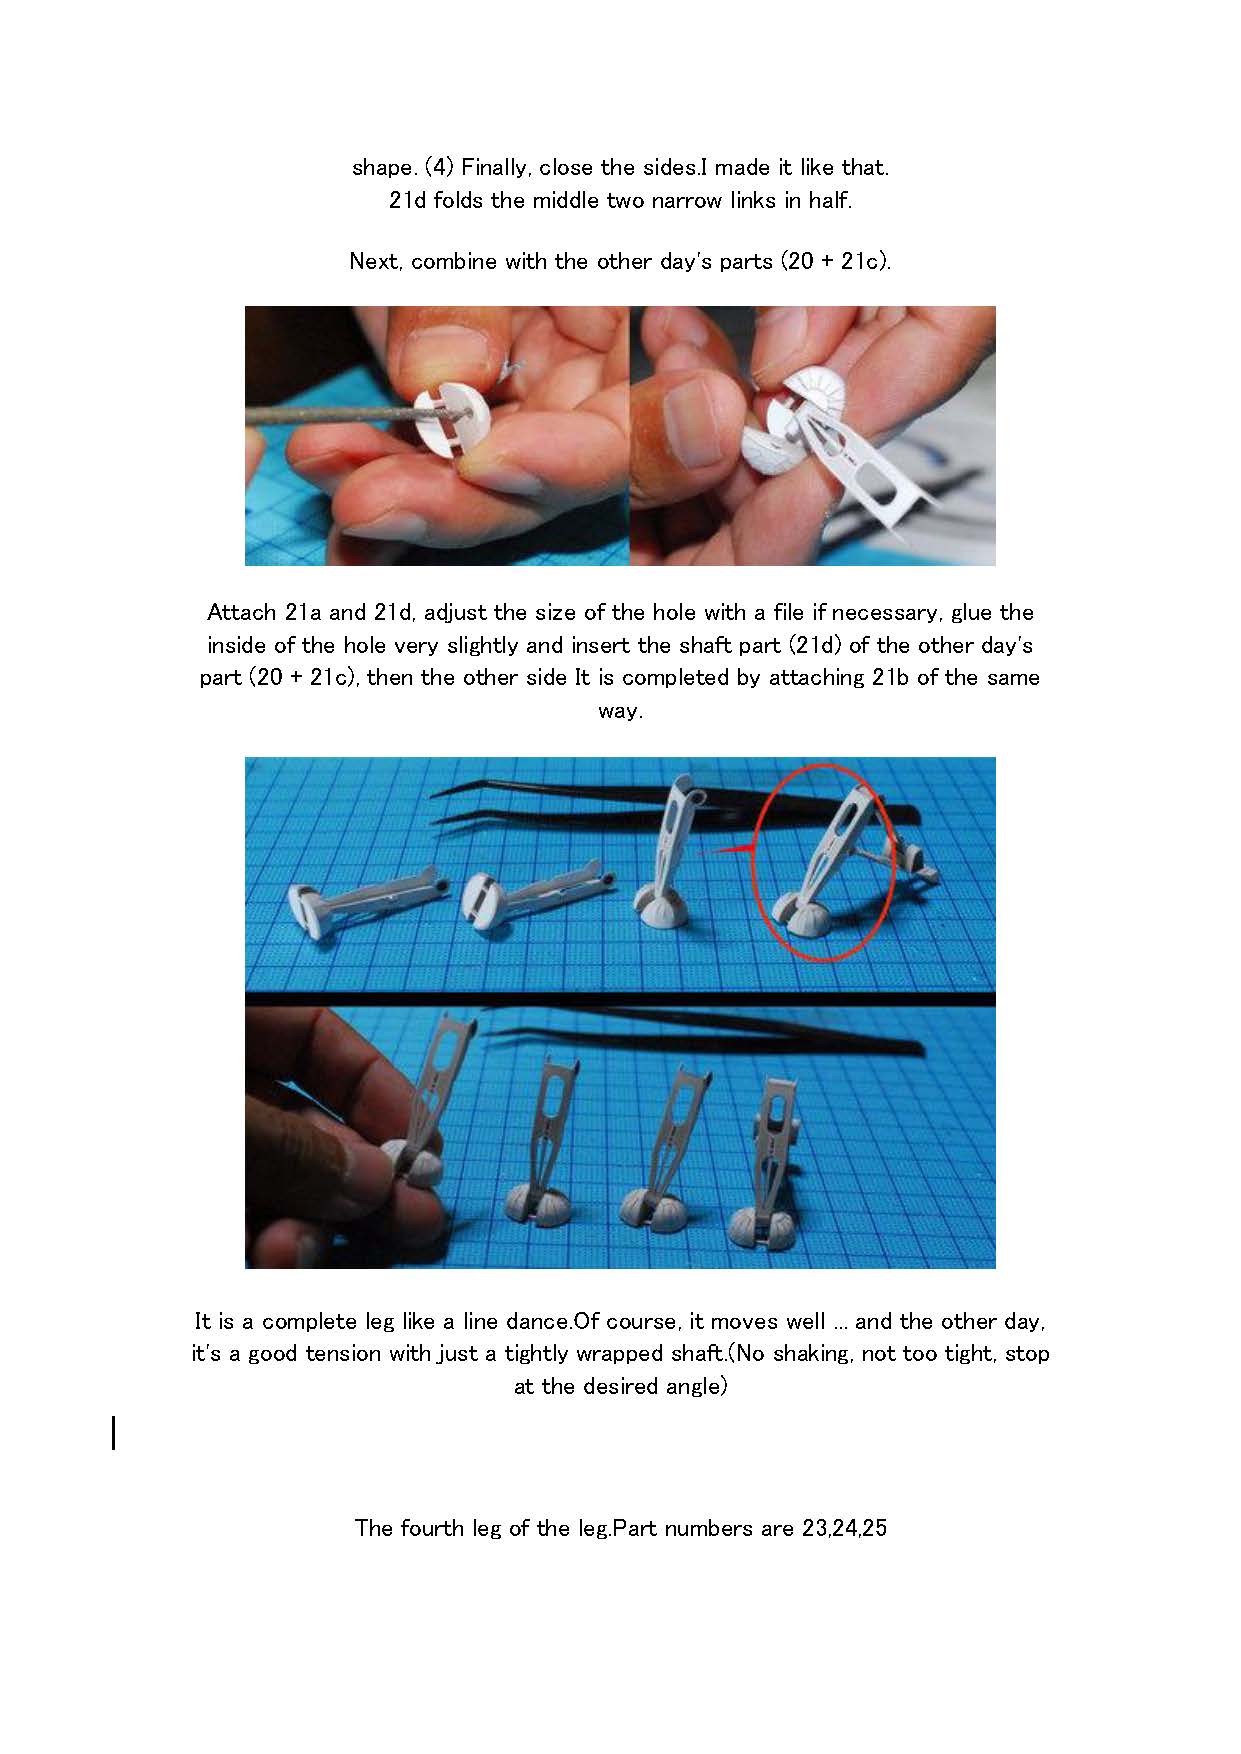 shape. (4) Finally, close the sides.I made it like that.
21d folds the middle two narrow links in half.
Next, combine with the other day's parts (20 + 21c).
Attach 21a and 21d, adjust the size of the hole with a file if necessary, glue the
inside of the hole very slightly and insert the shaft part (21d) of the other day's
part (20 + 21c), then the other side It is completed by attaching 21b of the same
way.
It is a complete leg like a line dance.Of course, it moves well ... and the other day,
it's a good tension with just a tightly wrapped shaft.(No shaking, not too tight, stop
at the desired angle)
The fourth leg of the leg.Part numbers are 23,24,25